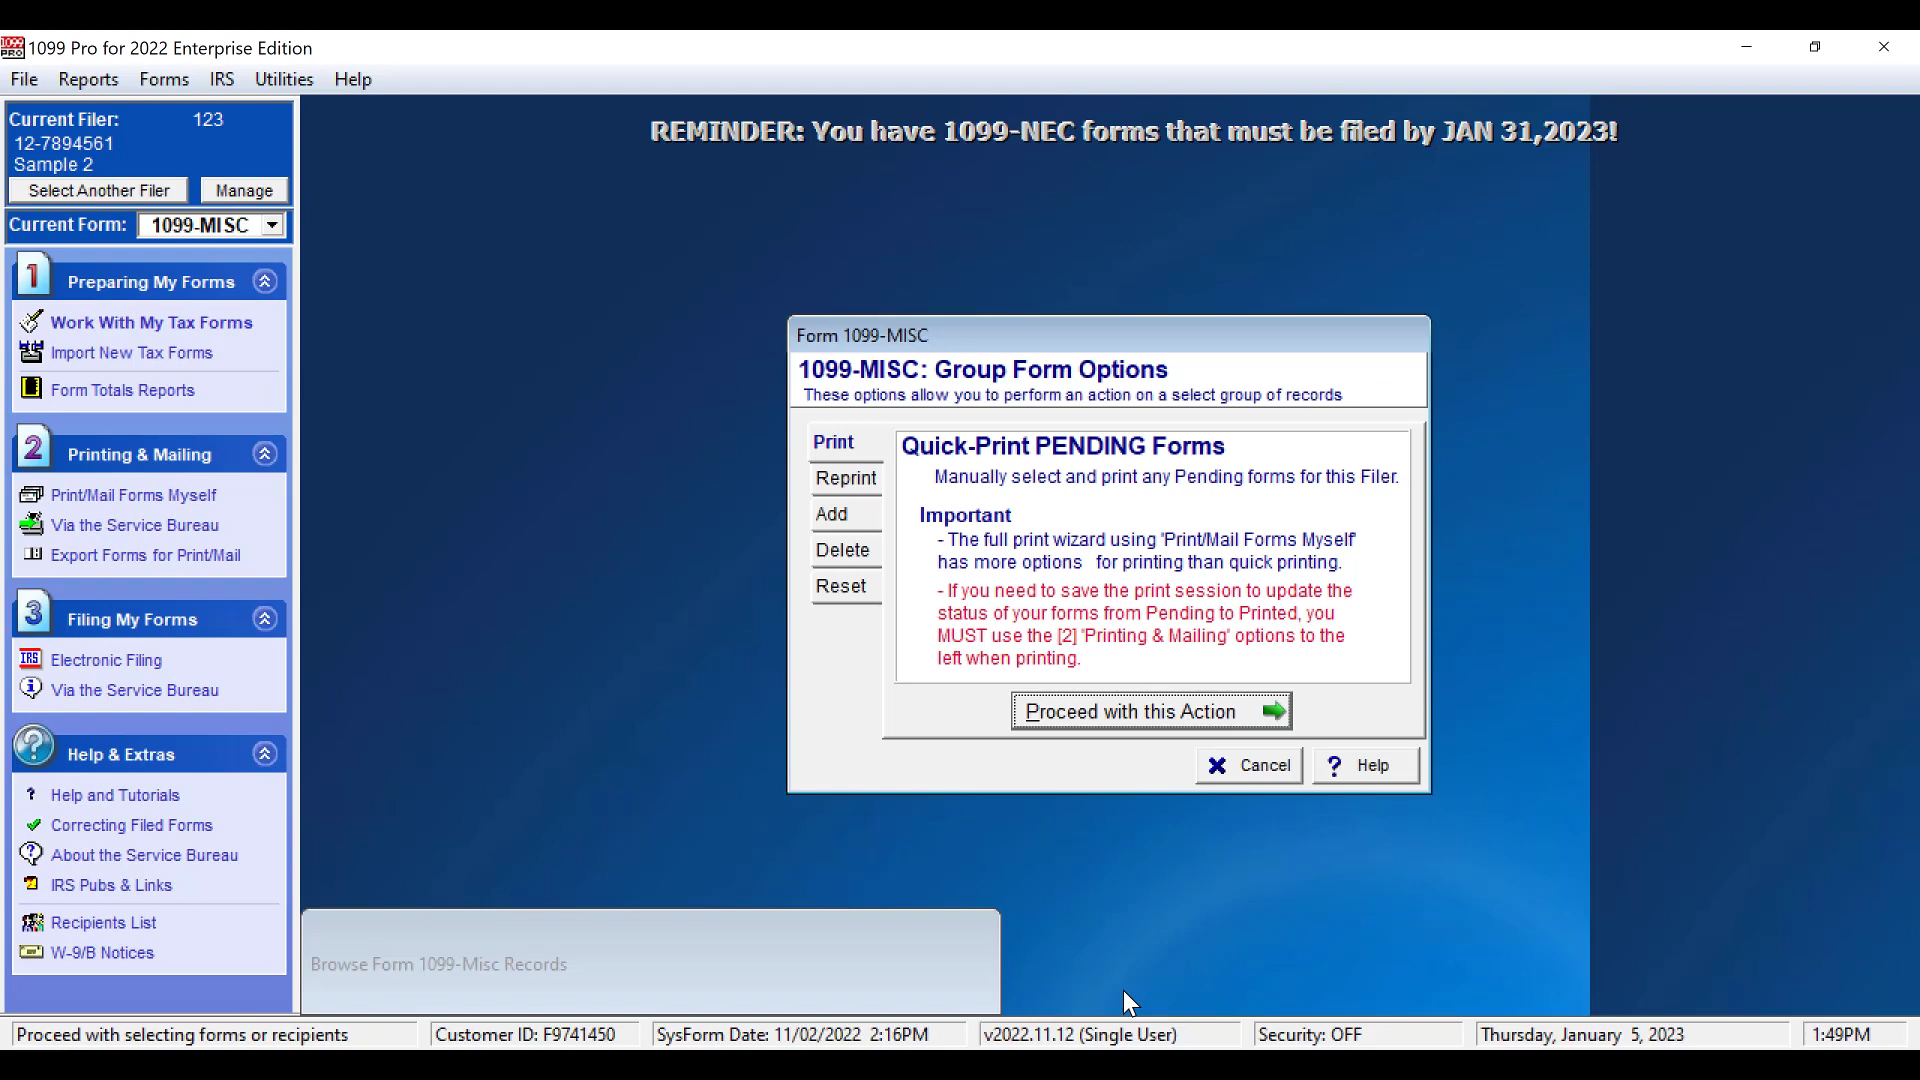 1099 PRO
1099 Pro for 2022 Enterprise Edition
File Reports Forms IRS Utilities Help
Current Filer: 123
12-7894561
Sample 2
Select Another Filer Manage
Current Form: 1099-MISC
1 Preparing My Forms
Work With My Tax Forms
Import New Tax Forms
Form Totals Reports
2 Printing & Mailing
Print/Mail Forms Myself
Via the Service Bureau
Export Forms for Print/Mail
3 Filing My Forms
IRS Electronic Filing
Via the Service Bureau
? Help & Extras
? Help and Tutorials
Correcting Filed Forms
? About the Service Bureau
IRS Pubs & Links
Recipients List
W-9/B Notices
REMINDER: You have 1099-NEC forms that must be filed by JAN 31,2023!
Form 1099-MISC
1099-MISC: Group Form Options
These options allow you to perform an action on a select group of records
Print
Reprint
Add
Delete
Reset
Quick-Print PENDING Forms
Manually select and print any Pending forms for this Filer.
Important
- The full print wizard using 'Print/Mail Forms Myself'
has more options for printing than quick printing.
- If you need to save the print session to update the
status of your forms from Pending to Printed, you
MUST use the [2] 'Printing & Mailing' options to the
left when printing.
Proceed with this Action
Cancel ? Help
Browse Form 1099-Misc Records
Proceed with selecting forms or recipients Customer ID: F9741450 SysForm Date: 11/02/2022 2:16PM v2022.11.12 (Single User) Security: OFF Thursday, January 5, 2023 1:49PM